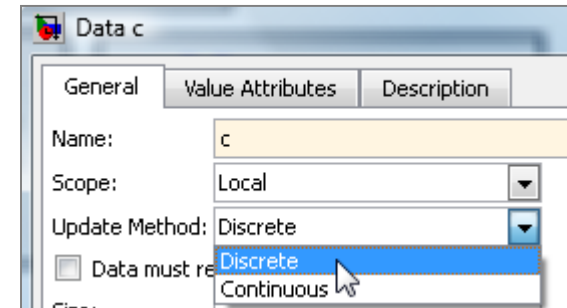 Data c
General Value Attributes Description
Name: c
Scope: Local
Update Method: Discrete
Data must re
Discrete
Continuous